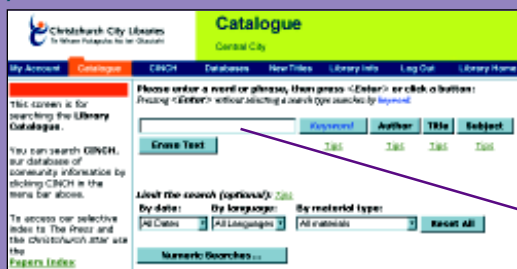 Christchurch City Libraries
Catalogue
Central City
My Account Catalogue CINCH Databases New Titles Library Info Log Out Library Home
This screen is for
searching the Library
Catalogue.
You can search CINCH,
our database of
community information by
clicking CINCH in the
menu bar above.
To access our selective
index to The Press and
the Christchurch Star use
the
Papers Index
Please enter a word or phrase, then press <Enter> or click a button:
Pressing <Enter> without selecting a search type searches by keyword
Keyword Author Title Subject
Erase Text Tips Tips Tips Tips
Limit the search (optional): Tips
By date: By language: By material type:
All Dates All Languages All materials Reset All
Numeric Searches...